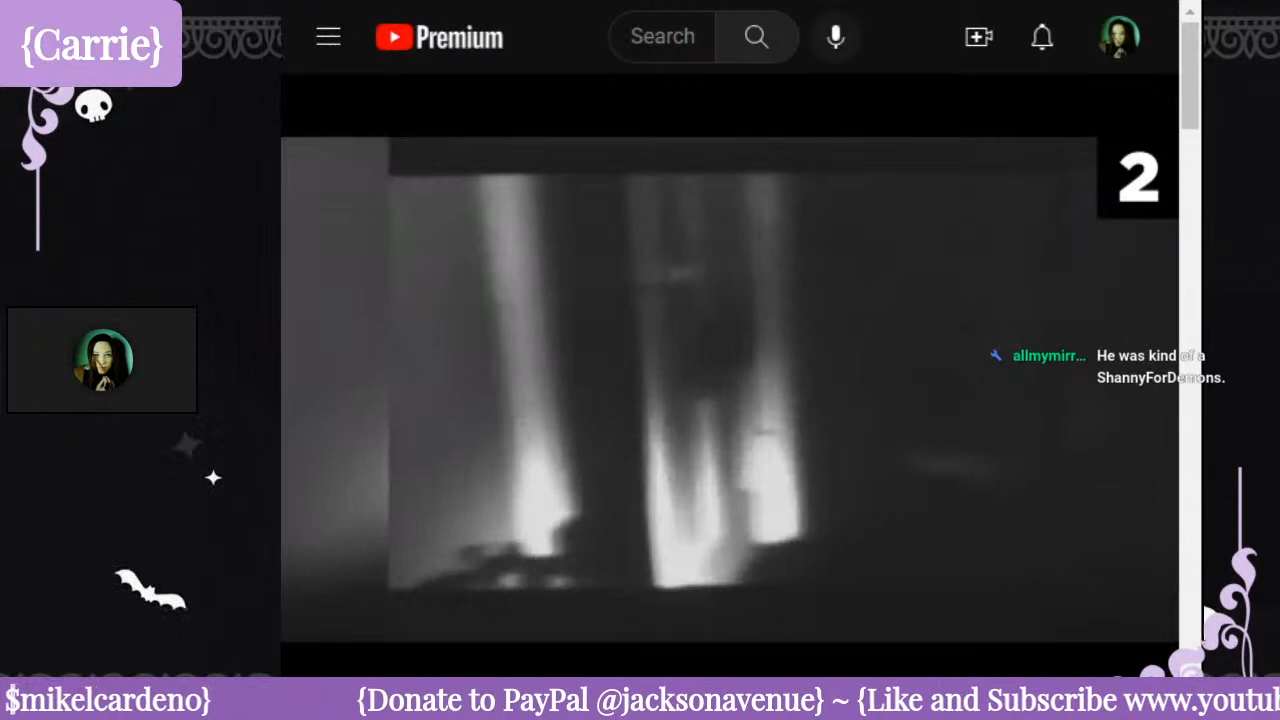 {Carrie}
Premium
Search
2
allmymirr... He was kind of a
ShannyForDemons.
$mikelcardeno} {Donate to PayPal @jacksonavenue} ~ {Like and Subscribe www.youtu